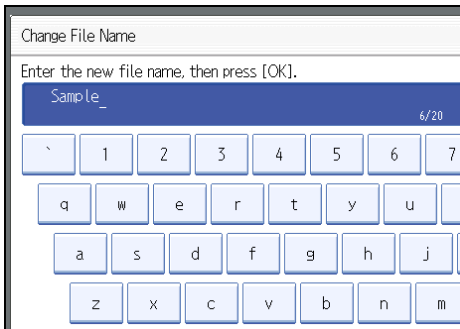 Change File Name
Enter the new file name, then press [OK].
Sample_
6/20
` 1 2 3 4 5 6 7
q w e r t y u
a s d f g h j
z x c v b n m